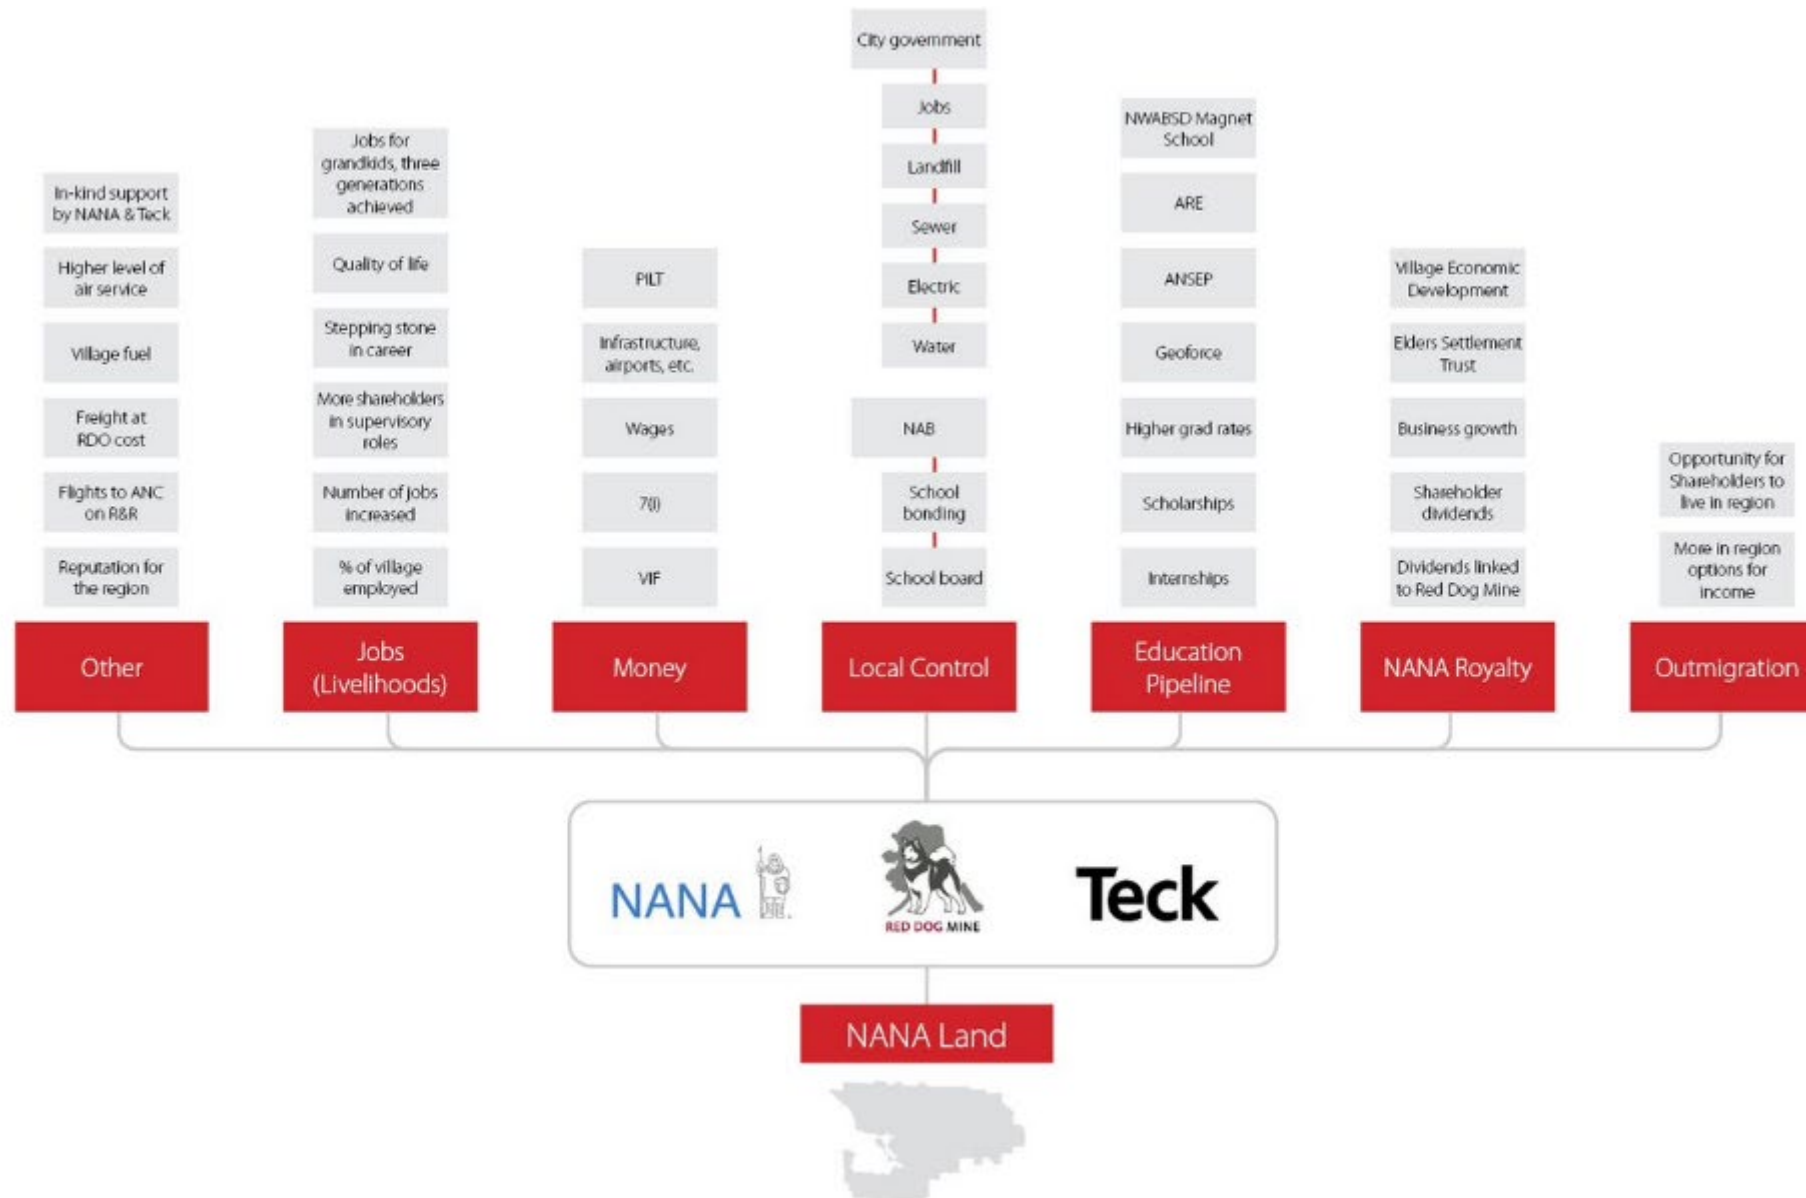 City government
Jobs
Landfill
Sewer
Electric
Water
NAB
School
bonding
School board
Local Control
In-kind support
by NANA & Teck
Higher level of
air service
Village fuel
Freight at
RDO cost
Flights to ANC
on R&R
Reputation for
the region
Other
Jobs for
grandkids, three
generations
achieved
Quality of life
Stepping stone
in career
More shareholders
in supervisory
roles
Number of jobs
increased
% of village
employed
Jobs
(Livelihoods)
PILT
Infrastructure,
airports, etc.
Wages
7(i)
VIF
Money
NWABSD Magnet
School
ARE
ANSEP
Geoforce
Higher grad rates
Scholarships
Internships
Education
Pipeline
Village Economic
Development
Elders Settlement
Trust
Business growth
Shareholder
dividends
Dividends linked
to Red Dog Mine
NANA Royalty
Opportunity for
Shareholders to
live in region
More in region
options for
income
Outmigration
NANA
RED DOG MINE
Teck
NANA Land